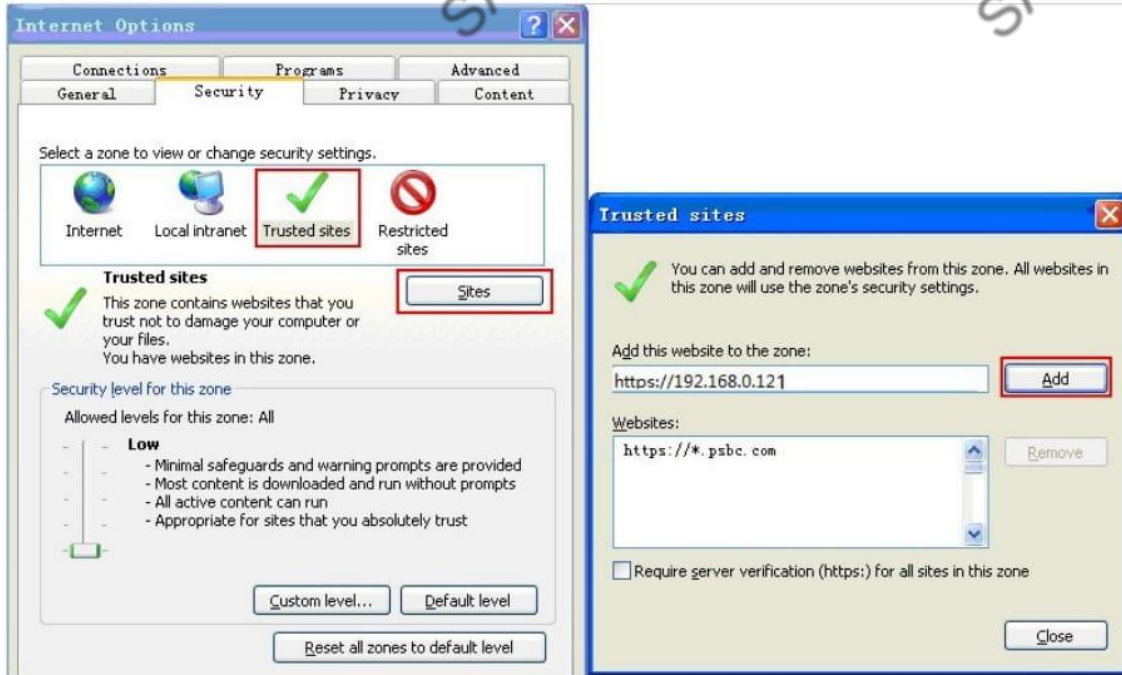 Internet Options
Connections Programs Advanced
General Security Privacy Content
Select a zone to view or change security settings.
Internet Local intranet Trusted sites Restricted
sites
Trusted sites
This zone contains websites that you
trust not to damage your computer or
your files.
You have websites in this zone.
Sites
Security level for this zone
Allowed levels for this zone: All
Low
- Minimal safeguards and warning prompts are provided
- Most content is downloaded and run without prompts
- All active content can run
- Appropriate for sites that you absolutely trust
Custom level... Default level
Reset all zones to default level
Trusted sites
You can add and remove websites from this zone. All websites in
this zone will use the zone's security settings.
Add this website to the zone:
https://192.168.0.121 Add
Websites:
https://*.psbc.com Remove
Require server verification (https:) for all sites in this zone
Close